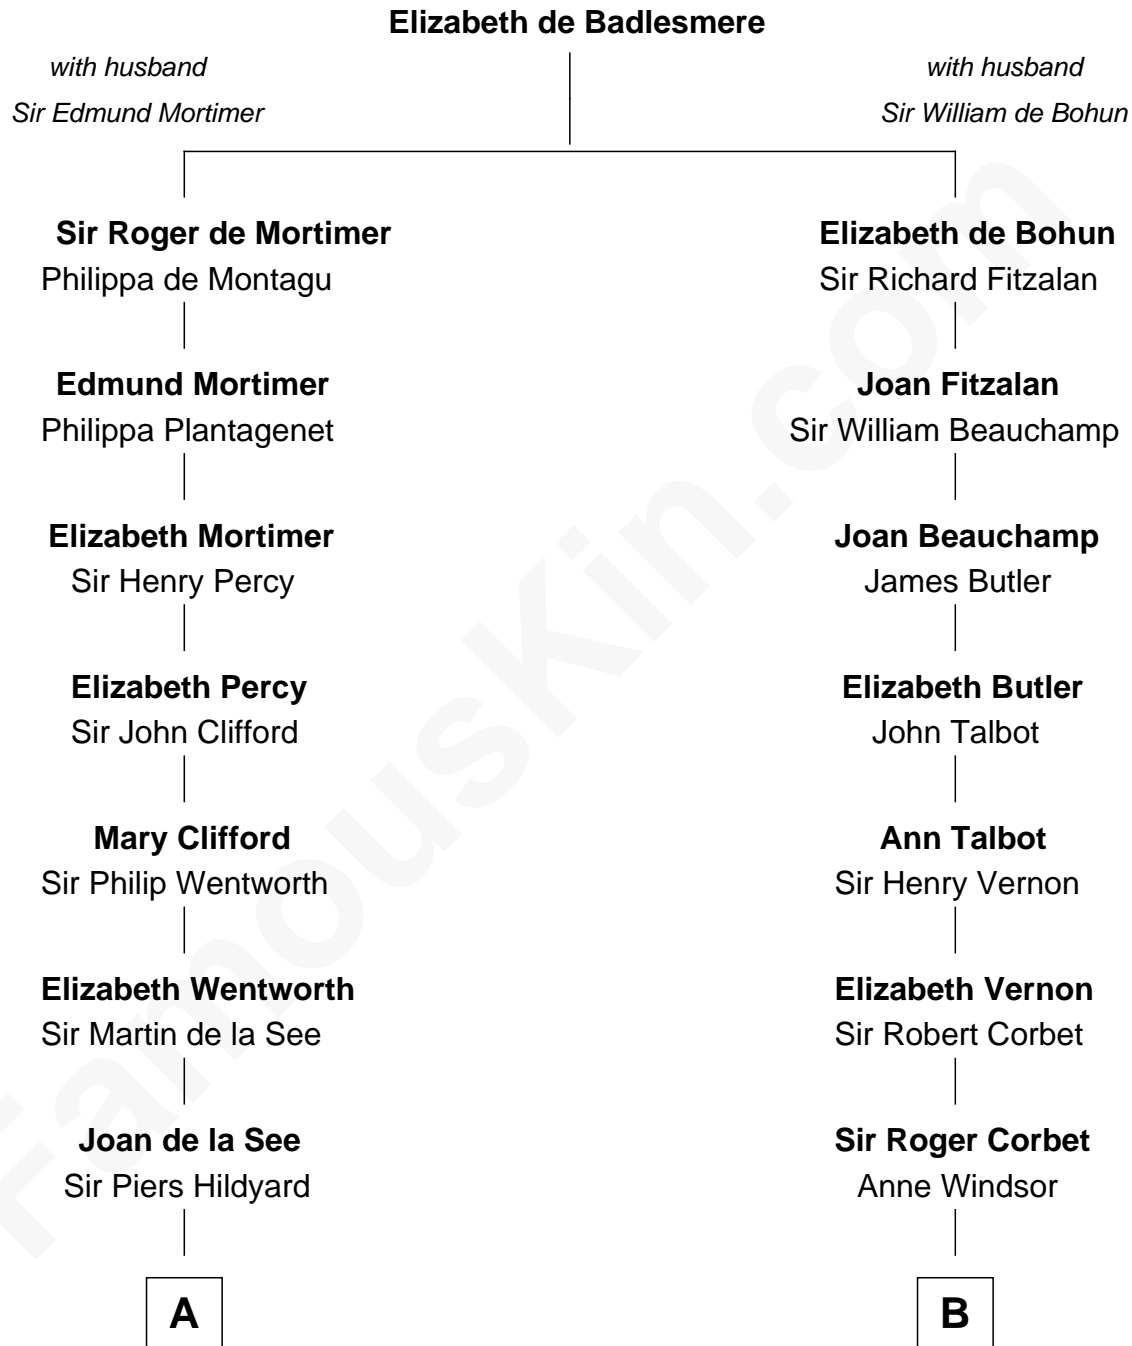 Elizabeth de Badlesmere
with husband
Sir Edmund Mortimer
with husband
Sir William de Bohun
Sir Roger de Mortimer
Philippa de Montagu
Elizabeth de Bohun
Sir Richard Fitzalan
Edmund Mortimer
Philippa Plantagenet
Joan Fitzalan
Sir William Beauchamp
Elizabeth Mortimer
Sir Henry Percy
Joan Beauchamp
James Butler
Elizabeth Percy
Sir John Clifford
Elizabeth Butler
John Talbot
Mary Clifford
Sir Philip Wentworth
Ann Talbot
Sir Henry Vernon
Elizabeth Wentworth
Sir Martin de la See
Elizabeth Vernon
Sir Robert Corbet
Joan de la See
Sir Piers Hildyard
Sir Roger Corbet
Anne Windsor
A
B
FamousKin.com